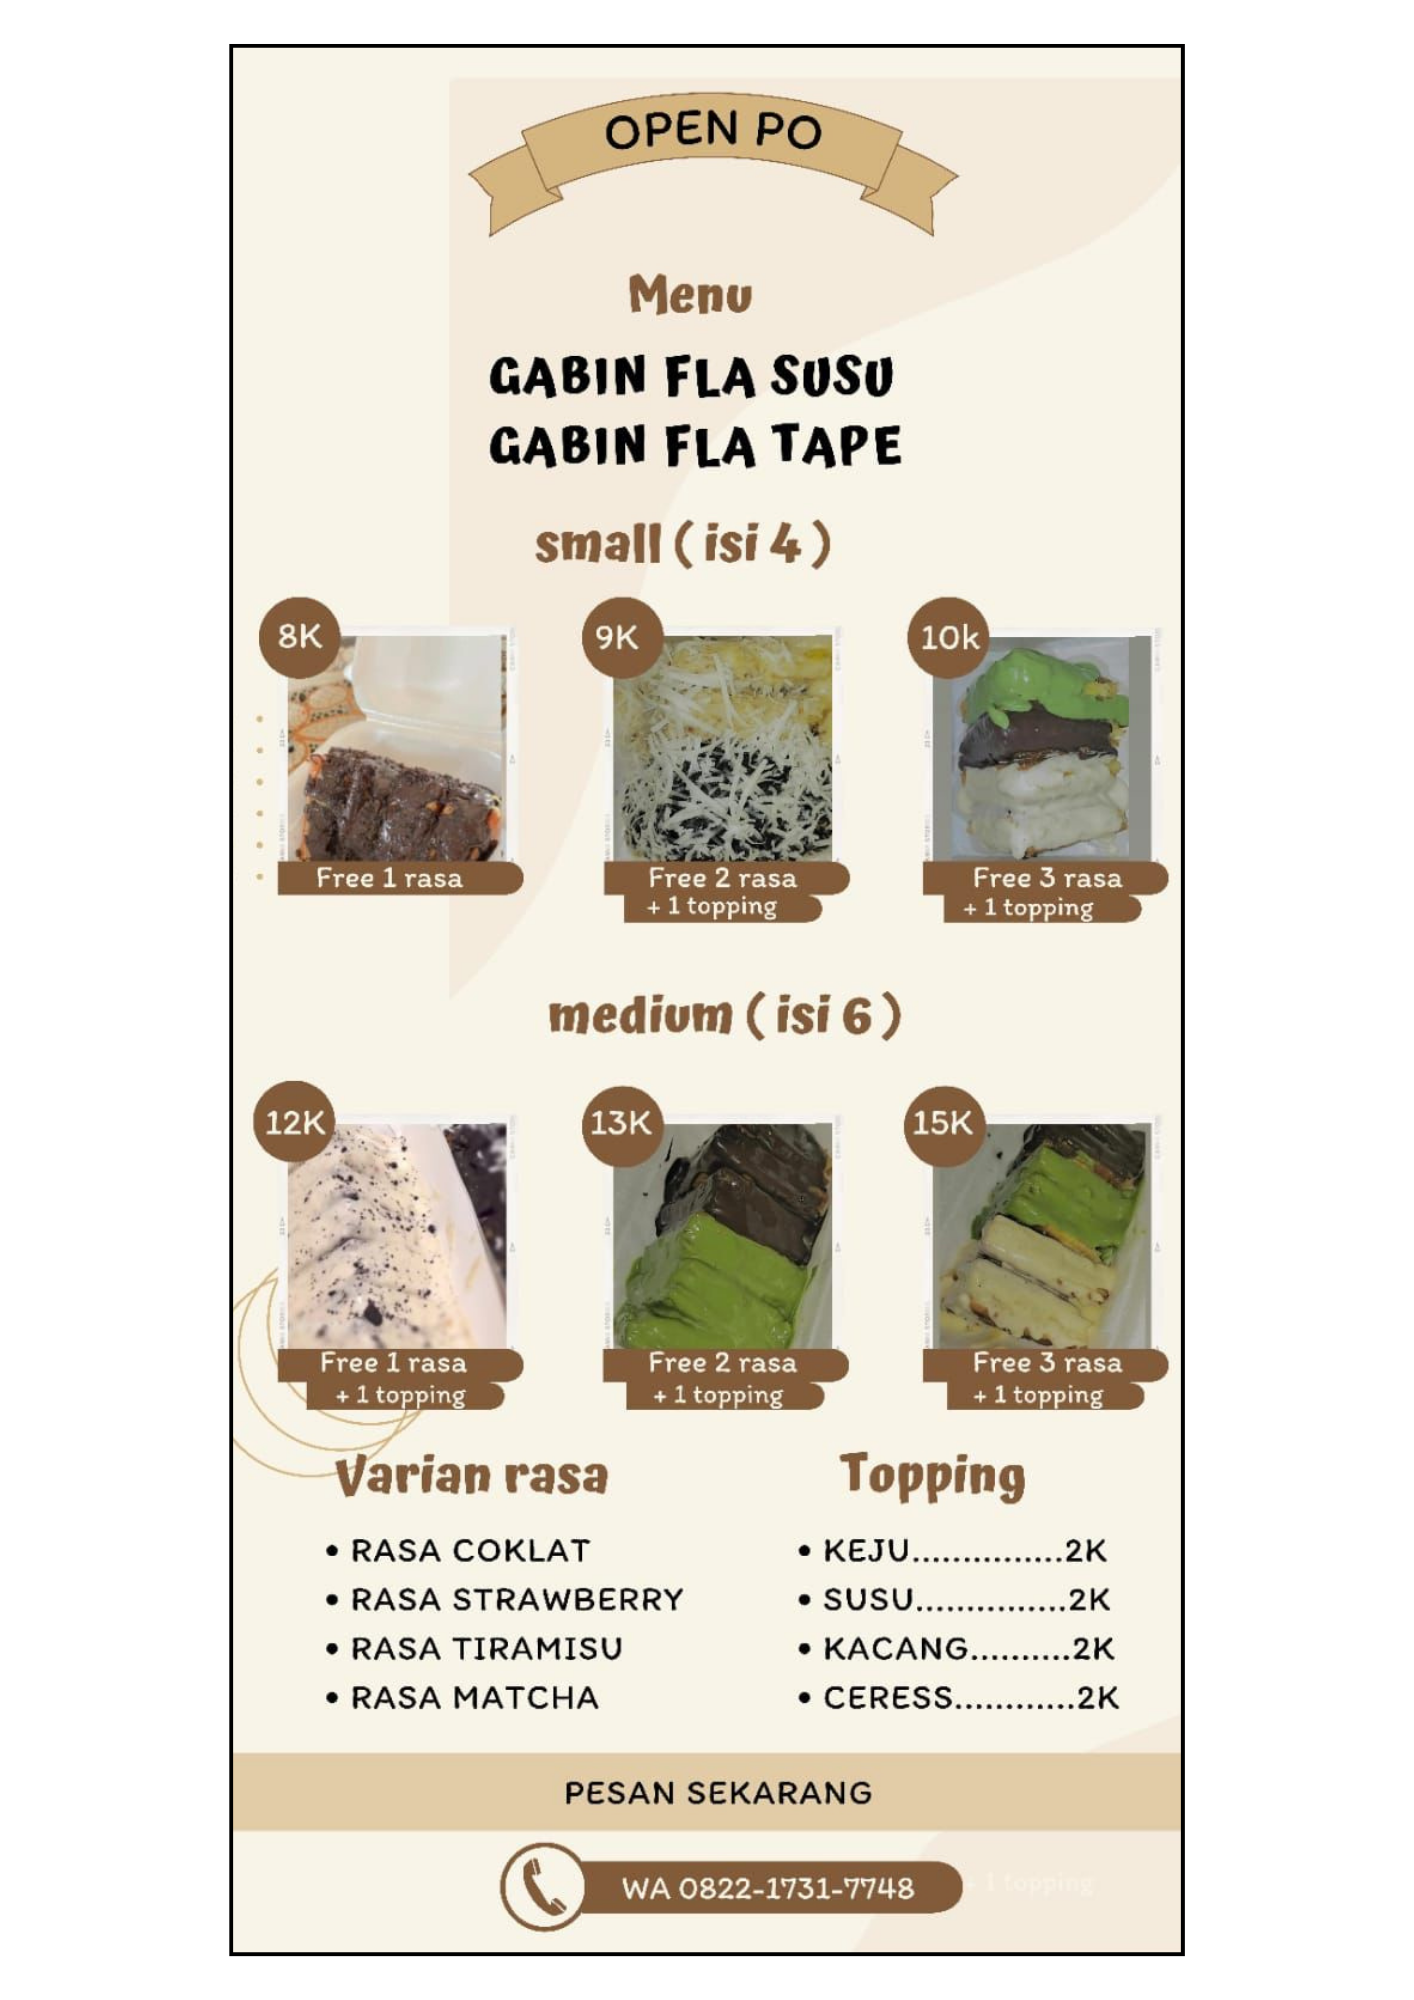 OPEN PO
Menu
GABIN FLA SUSU
GABIN FLA TAPE
small ( isi 4 )
8K
9K
10k
Free 1 rasa
Free 2 rasa
+ 1 topping
Free 3 rasa
+ 1 topping
medium ( isi 6 )
12K
13K
15K
Free 1 rasa
+ 1 topping
Free 2 rasa
+ 1 topping
Free 3 rasa
+ 1 topping
Varian rasa
• RASA COKLAT
• RASA STRAWBERRY
• RASA TIRAMISU
• RASA MATCHA
Topping
• KEJU...............2K
• SUSU...............2K
• KACANG..........2K
• CERESS............2K
PESAN SEKARANG
WA 0822-1731-7748
+ 1 topping